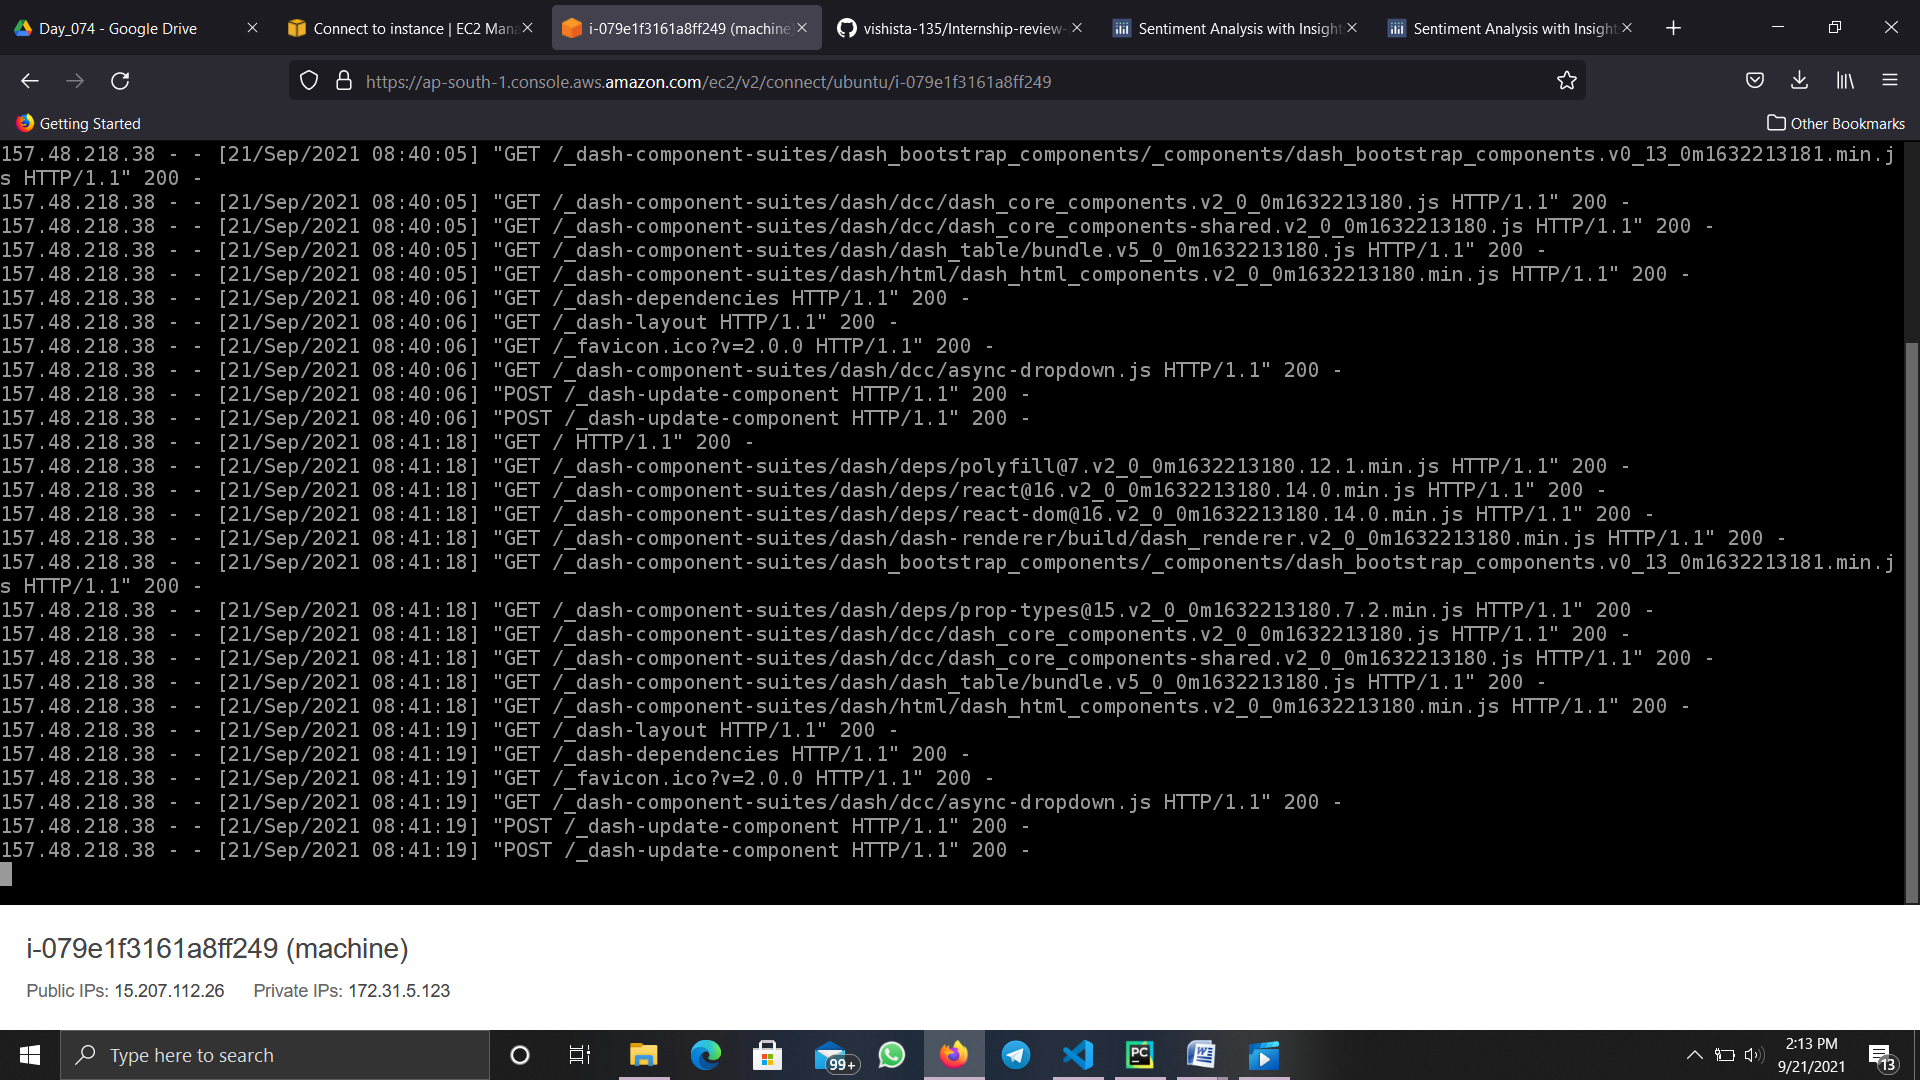 Day_074 - Google Drive
Connect to instance | EC2 Mana
i-079e1f3161a8ff249 (machine)
vishista-135/Internship-review-
Sentiment Analysis with Insight
Sentiment Analysis with Insight
https://ap-south-1.console.aws.amazon.com/ec2/v2/connect/ubuntu/i-079e1f3161a8ff249
Getting Started
Other Bookmarks
157.48.218.38 - - [21/Sep/2021 08:40:05] "GET /_dash-component-suites/dash_bootstrap_components/_components/dash_bootstrap_components.v0_13_0m1632213181.min.j
s HTTP/1.1" 200 -
157.48.218.38 - - [21/Sep/2021 08:40:05] "GET /_dash-component-suites/dash/dcc/dash_core_components.v2_0_0m1632213180.js HTTP/1.1" 200 -
157.48.218.38 - - [21/Sep/2021 08:40:05] "GET /_dash-component-suites/dash/dcc/dash_core_components-shared.v2_0_0m1632213180.js HTTP/1.1" 200 -
157.48.218.38 - - [21/Sep/2021 08:40:05] "GET /_dash-component-suites/dash/dash_table/bundle.v5_0_0m1632213180.js HTTP/1.1" 200 -
157.48.218.38 - - [21/Sep/2021 08:40:05] "GET /_dash-component-suites/dash/html/dash_html_components.v2_0_0m1632213180.min.js HTTP/1.1" 200 -
157.48.218.38 - - [21/Sep/2021 08:40:06] "GET /_dash-dependencies HTTP/1.1" 200 -
157.48.218.38 - - [21/Sep/2021 08:40:06] "GET /_dash-layout HTTP/1.1" 200 -
157.48.218.38 - - [21/Sep/2021 08:40:06] "GET /_favicon.ico?v=2.0.0 HTTP/1.1" 200 -
157.48.218.38 - - [21/Sep/2021 08:40:06] "GET /_dash-component-suites/dash/dcc/async-dropdown.js HTTP/1.1" 200 -
157.48.218.38 - - [21/Sep/2021 08:40:06] "POST /_dash-update-component HTTP/1.1" 200 -
157.48.218.38 - - [21/Sep/2021 08:40:06] "POST /_dash-update-component HTTP/1.1" 200 -
157.48.218.38 - - [21/Sep/2021 08:41:18] "GET / HTTP/1.1" 200 -
157.48.218.38 - - [21/Sep/2021 08:41:18] "GET /_dash-component-suites/dash/deps/polyfill@7.v2_0_0m1632213180.12.1.min.js HTTP/1.1" 200 -
157.48.218.38 - - [21/Sep/2021 08:41:18] "GET /_dash-component-suites/dash/deps/react@16.v2_0_0m1632213180.14.0.min.js HTTP/1.1" 200 -
157.48.218.38 - - [21/Sep/2021 08:41:18] "GET /_dash-component-suites/dash/deps/react-dom@16.v2_0_0m1632213180.14.0.min.js HTTP/1.1" 200 -
157.48.218.38 - - [21/Sep/2021 08:41:18] "GET /_dash-component-suites/dash/dash-renderer/build/dash_renderer.v2_0_0m1632213180.min.js HTTP/1.1" 200 -
157.48.218.38 - - [21/Sep/2021 08:41:18] "GET /_dash-component-suites/dash_bootstrap_components/_components/dash_bootstrap_components.v0_13_0m1632213181.min.j
s HTTP/1.1" 200 -
157.48.218.38 - - [21/Sep/2021 08:41:18] "GET /_dash-component-suites/dash/deps/prop-types@15.v2_0_0m1632213180.7.2.min.js HTTP/1.1" 200 -
157.48.218.38 - - [21/Sep/2021 08:41:18] "GET /_dash-component-suites/dash/dcc/dash_core_components.v2_0_0m1632213180.js HTTP/1.1" 200 -
157.48.218.38 - - [21/Sep/2021 08:41:18] "GET /_dash-component-suites/dash/dcc/dash_core_components-shared.v2_0_0m1632213180.js HTTP/1.1" 200 -
157.48.218.38 - - [21/Sep/2021 08:41:18] "GET /_dash-component-suites/dash/dash_table/bundle.v5_0_0m1632213180.js HTTP/1.1" 200 -
157.48.218.38 - - [21/Sep/2021 08:41:18] "GET /_dash-component-suites/dash/html/dash_html_components.v2_0_0m1632213180.min.js HTTP/1.1" 200 -
157.48.218.38 - - [21/Sep/2021 08:41:19] "GET /_dash-layout HTTP/1.1" 200 -
157.48.218.38 - - [21/Sep/2021 08:41:19] "GET /_dash-dependencies HTTP/1.1" 200 -
157.48.218.38 - - [21/Sep/2021 08:41:19] "GET /_favicon.ico?v=2.0.0 HTTP/1.1" 200 -
157.48.218.38 - - [21/Sep/2021 08:41:19] "GET /_dash-component-suites/dash/dcc/async-dropdown.js HTTP/1.1" 200 -
157.48.218.38 - - [21/Sep/2021 08:41:19] "POST /_dash-update-component HTTP/1.1" 200 -
157.48.218.38 - - [21/Sep/2021 08:41:19] "POST /_dash-update-component HTTP/1.1" 200 -
i-079e1f3161a8ff249 (machine)
Public IPs: 15.207.112.26 Private IPs: 172.31.5.123
Type here to search
99+
PC
W
2:13 PM
9/21/2021
13